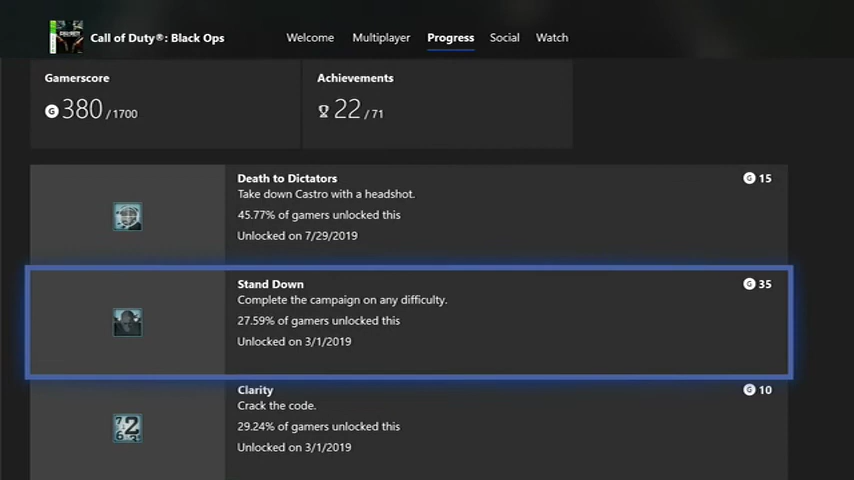 Call of Duty®: Black Ops
Welcome
Multiplayer
Progress
Social
Watch
Gamerscore
G 380 /1700
Achievements
22 / 71
Death to Dictators
G 15
Take down Castro with a headshot.
45.77% of gamers unlocked this
Unlocked on 7/29/2019
Stand Down
G 35
Complete the campaign on any difficulty.
27.59% of gamers unlocked this
Unlocked on 3/1/2019
Clarity
G 10
Crack the code.
29.24% of gamers unlocked this
Unlocked on 3/1/2019